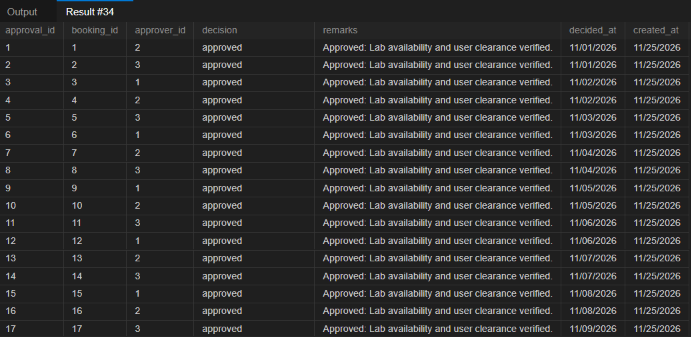 Output Result #34
approval_id booking_id approver_id decision remarks decided_at created_at
1 1 2 approved Approved: Lab availability and user clearance verified. 11/01/2026 11/25/2026
2 2 3 approved Approved: Lab availability and user clearance verified. 11/01/2026 11/25/2026
3 3 1 approved Approved: Lab availability and user clearance verified. 11/02/2026 11/25/2026
4 4 2 approved Approved: Lab availability and user clearance verified. 11/02/2026 11/25/2026
5 5 3 approved Approved: Lab availability and user clearance verified. 11/03/2026 11/25/2026
6 6 1 approved Approved: Lab availability and user clearance verified. 11/03/2026 11/25/2026
7 7 2 approved Approved: Lab availability and user clearance verified. 11/04/2026 11/25/2026
8 8 3 approved Approved: Lab availability and user clearance verified. 11/04/2026 11/25/2026
9 9 1 approved Approved: Lab availability and user clearance verified. 11/05/2026 11/25/2026
10 10 2 approved Approved: Lab availability and user clearance verified. 11/05/2026 11/25/2026
11 11 3 approved Approved: Lab availability and user clearance verified. 11/06/2026 11/25/2026
12 12 1 approved Approved: Lab availability and user clearance verified. 11/06/2026 11/25/2026
13 13 2 approved Approved: Lab availability and user clearance verified. 11/07/2026 11/25/2026
14 14 3 approved Approved: Lab availability and user clearance verified. 11/07/2026 11/25/2026
15 15 1 approved Approved: Lab availability and user clearance verified. 11/08/2026 11/25/2026
16 16 2 approved Approved: Lab availability and user clearance verified. 11/08/2026 11/25/2026
17 17 3 approved Approved: Lab availability and user clearance verified. 11/09/2026 11/25/2026